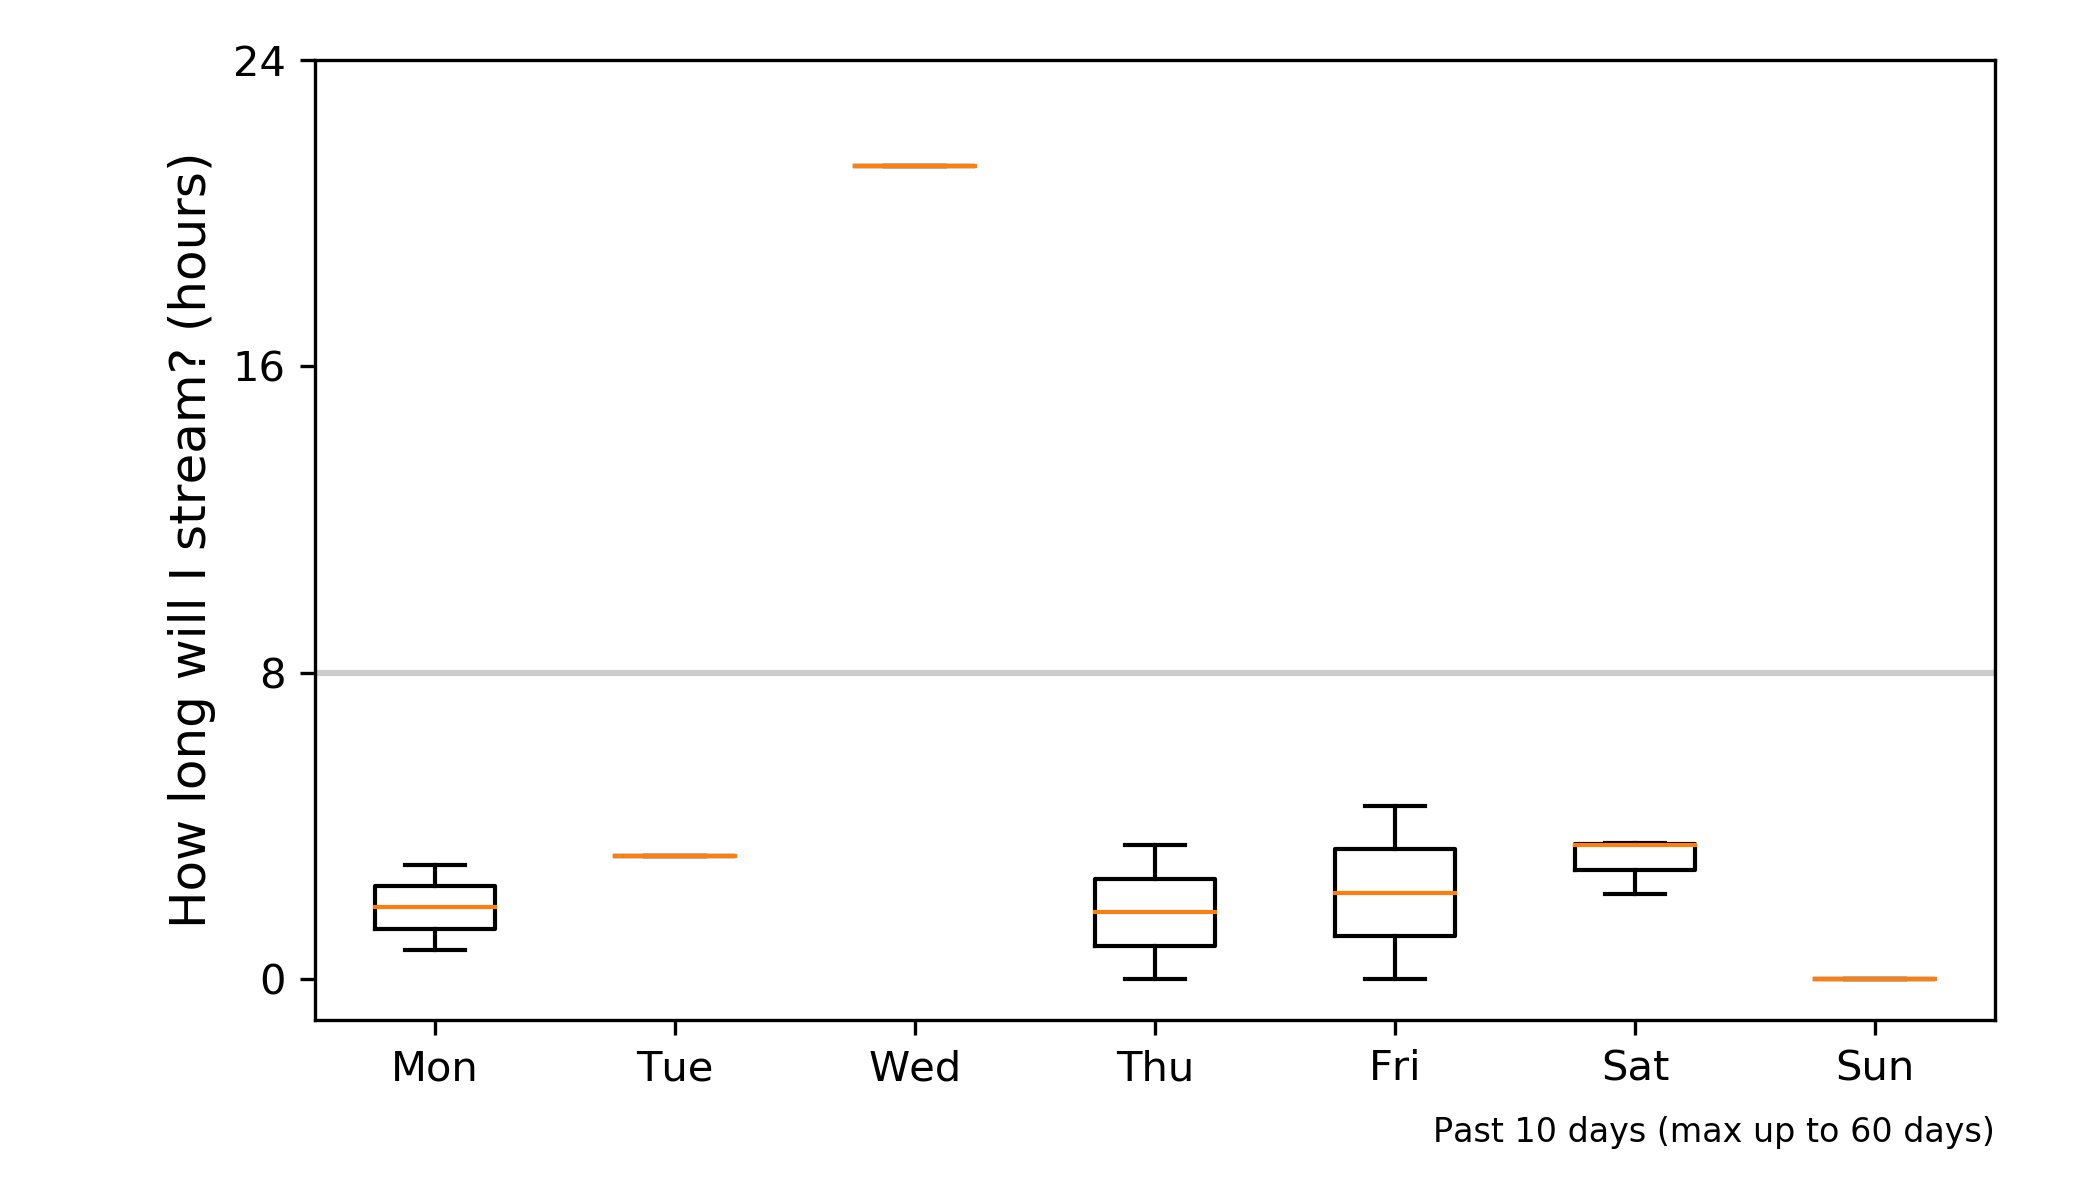 How long will I stream? (hours)
24
16
8
0
Mon Tue Wed Thu Fri Sat Sun
Past 10 days (max up to 60 days)